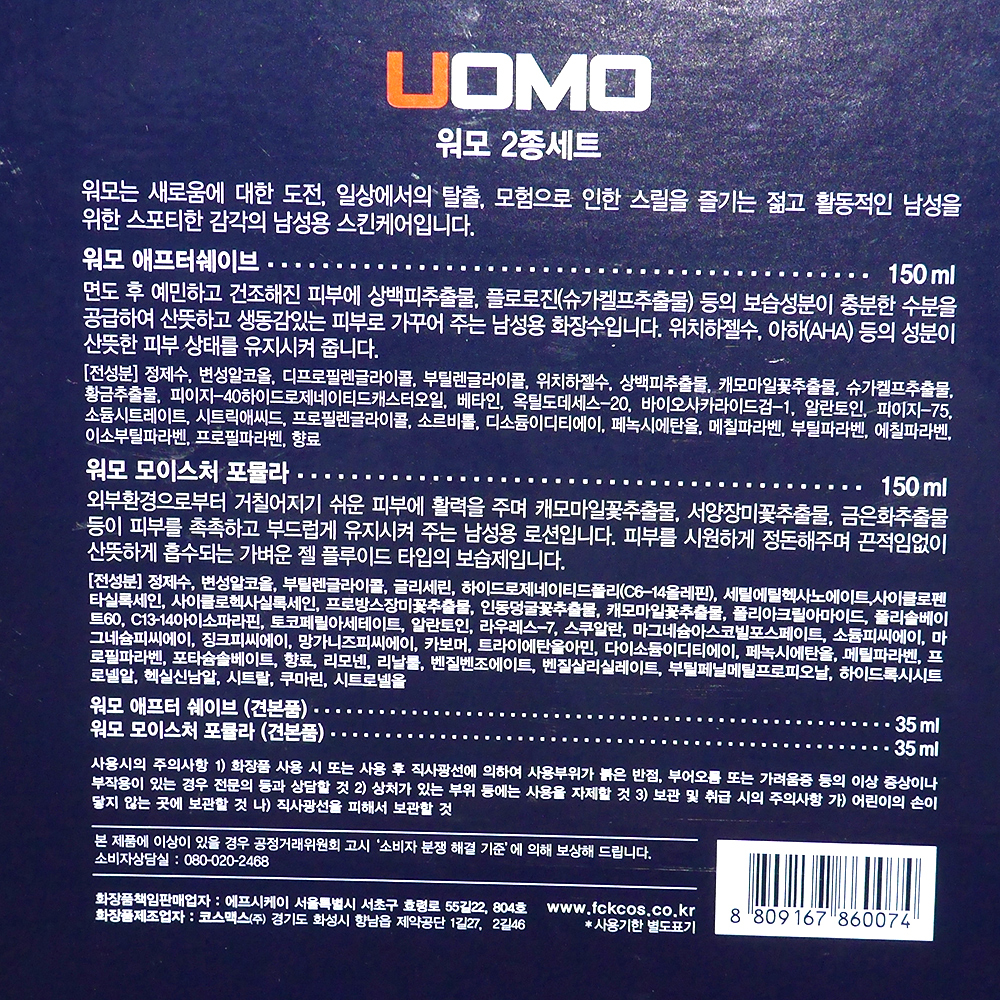 UOMO
워모 2종세트
워모는 새로움에 대한 도전, 일상에서의 탈출, 모험으로 인한 스릴을 즐기는 젊고 활동적인 남성을
위한 스포티한 감각의 남성용 스킨케어입니다.
워모 애프터쉐이브 150 ml
면도 후 예민하고 건조해진 피부에 상백피추출물, 플로로진(슈가켈프추출물) 등의 보습성분이 충분한 수분을
공급하여 산뜻하고 생동감있는 피부로 가꾸어 주는 남성용 화장수입니다. 위치하젤수, 아하(AHA) 등의 성분이
산뜻한 피부 상태를 유지시켜 줍니다.
[전성분] 정제수, 변성알코올, 디프로필렌글라이콜, 부틸렌글라이콜, 위치하젤수, 상백피추출물, 캐모마일꽃추출물, 슈가켈프추출물,
황금추출물, 피이지-40하이드로제네이티드캐스터오일, 베타인, 옥틸도데세스-20, 바이오사카라이드검-1, 알란토인, 피이지-75,
소듐시트레이트, 시트릭애씨드, 프로필렌글라이콜, 소르비톨, 디소듐이디티에이, 페녹시에탄올, 메칠파라벤, 부틸파라벤, 에칠파라벤,
이소부틸파라벤, 프로필파라벤, 향료
워모 모이스처 포뮬라 150 ml
외부환경으로부터 거칠어지기 쉬운 피부에 활력을 주며 캐모마일꽃추출물, 서양장미꽃추출물, 금은화추출물
등이 피부를 촉촉하고 부드럽게 유지시켜 주는 남성용 로션입니다. 피부를 시원하게 정돈해주며 끈적임없이
산뜻하게 흡수되는 가벼운 젤 플루이드 타입의 보습제입니다.
[전성분] 정제수, 변성알코올, 부틸렌글라이콜, 글리세린, 하이드로제네이티드폴리(C6-14올레핀), 세틸에틸헥사노에이트,사이클로펜
타실록세인, 사이클로헥사실록세인, 프로방스장미꽃추출물, 인동덩굴꽃추출물, 캐모마일꽃추출물, 폴리아크릴아마이드, 폴리솔베이
트60, C13-14아이소파라핀, 토코페릴아세테이트, 알란토인, 라우레스-7, 스쿠알란, 마그네슘아스코빌포스페이트, 소듐피씨에이, 마
그네슘피씨에이, 징크피씨에이, 망가니즈피씨에이, 카보머, 트라이에탄올아민, 다이소듐이디티에이, 페녹시에탄올, 메틸파라벤, 프
로필파라벤, 포타슘솔베이트, 향료, 리모넨, 리날룰, 벤질벤조에이트, 벤질살리실레이트, 부틸페닐메틸프로피오날, 하이드록시시트
로넬알, 헥실신남알, 시트랄, 쿠마린, 시트로넬올
워모 애프터 쉐이브 (견본품) 35 ml
워모 모이스처 포뮬라 (견본품) 35 ml
사용시의 주의사항 1) 화장품 사용 시 또는 사용 후 직사광선에 의하여 사용부위가 붉은 반점, 부어오름 또는 가려움증 등의 이상 증상이나
부작용이 있는 경우 전문의 등과 상담할 것 2) 상처가 있는 부위 등에는 사용을 자제할 것 3) 보관 및 취급 시의 주의사항 가) 어린이의 손이
닿지 않는 곳에 보관할 것 나) 직사광선을 피해서 보관할 것
본 제품에 이상이 있을 경우 공정거래위원회 고시 '소비자 분쟁 해결 기준'에 의해 보상해 드립니다.
소비자상담실 : 080-020-2468
화장품책임판매업자 : 에프시케이 서울특별시 서초구 효령로 55길22, 804호
화장품제조업자 : 코스맥스(주) 경기도 화성시 향남읍 제약공단 1길27, 2길46
www.fckcos.co.kr
*사용기한 별도표기
8 809167 860074